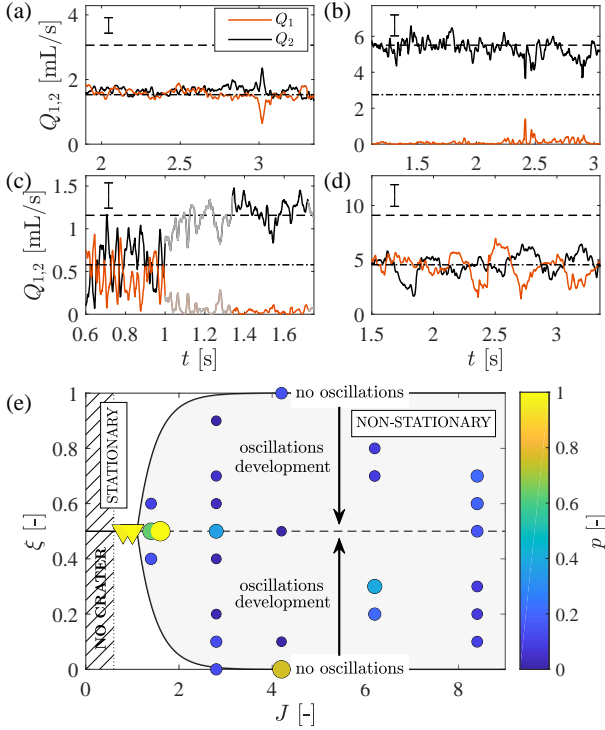 (a)
Q1
Q2
Q1,2 [mL/s]
0
2
4
2
2.5
3
(b)
0
2
4
6
1.5
2
2.5
3
(c)
Q1,2 [mL/s]
0
0.5
1
1.5
0.6
0.8
1
1.2
1.4
1.6
t [s]
(d)
0
5
10
1.5
2
2.5
3
t [s]
(e)
ξ [-]
0
0.2
0.4
0.6
0.8
1
0
2
4
6
8
J [-]
STATIONARY
NO CRATER
NON-STATIONARY
no oscillations
oscillations
development
oscillations
development
no oscillations
0
0.2
0.4
0.6
0.8
1
p